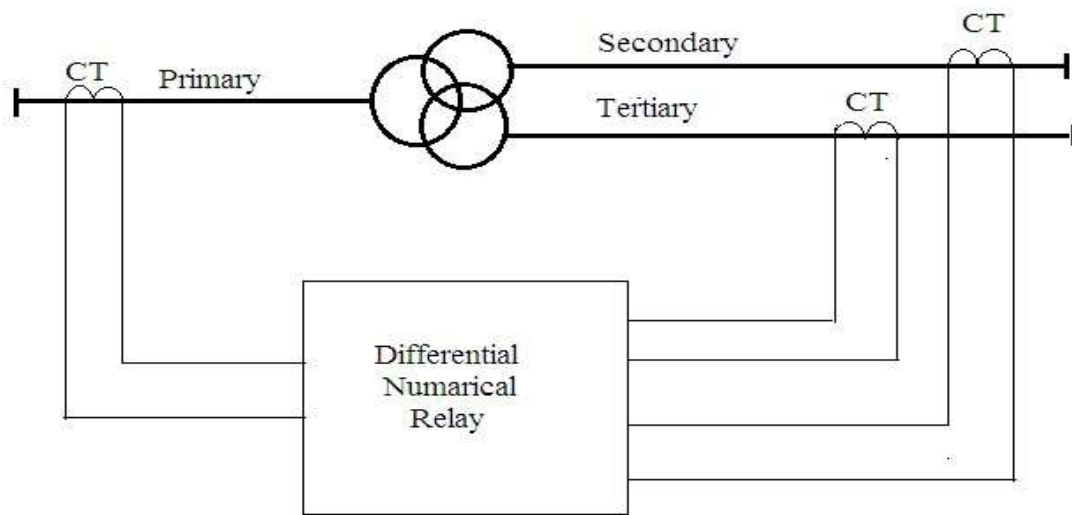 CT
Secondary
CT
Primary
CT
Tertiary
Differential
Numarical
Relay